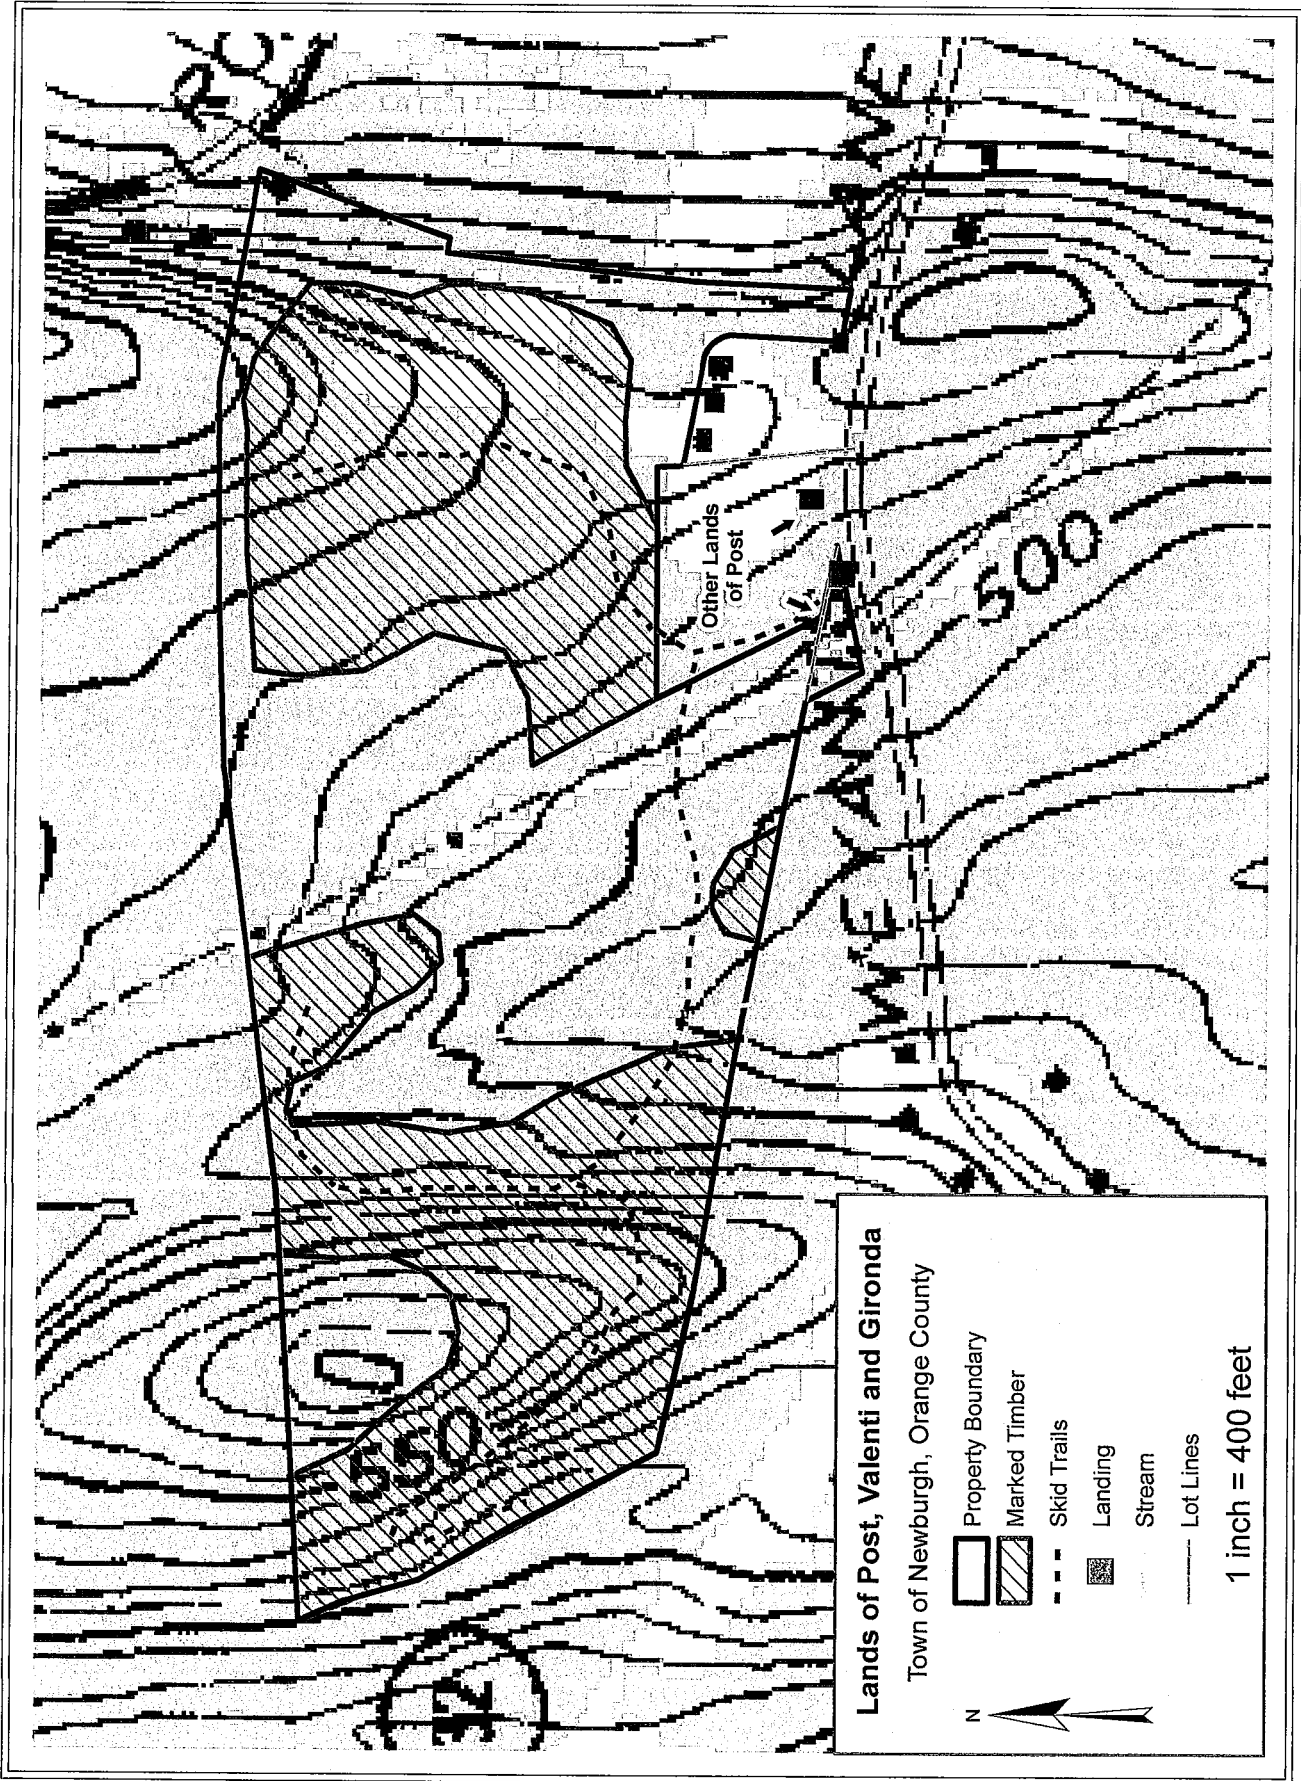 Other Lands
of Post
500
550
Lands of Post, Valenti and Gironda
Town of Newburgh, Orange County
N
Property Boundary
Marked Timber
Skid Trails
Landing
Stream
Lot Lines
1 inch = 400 feet